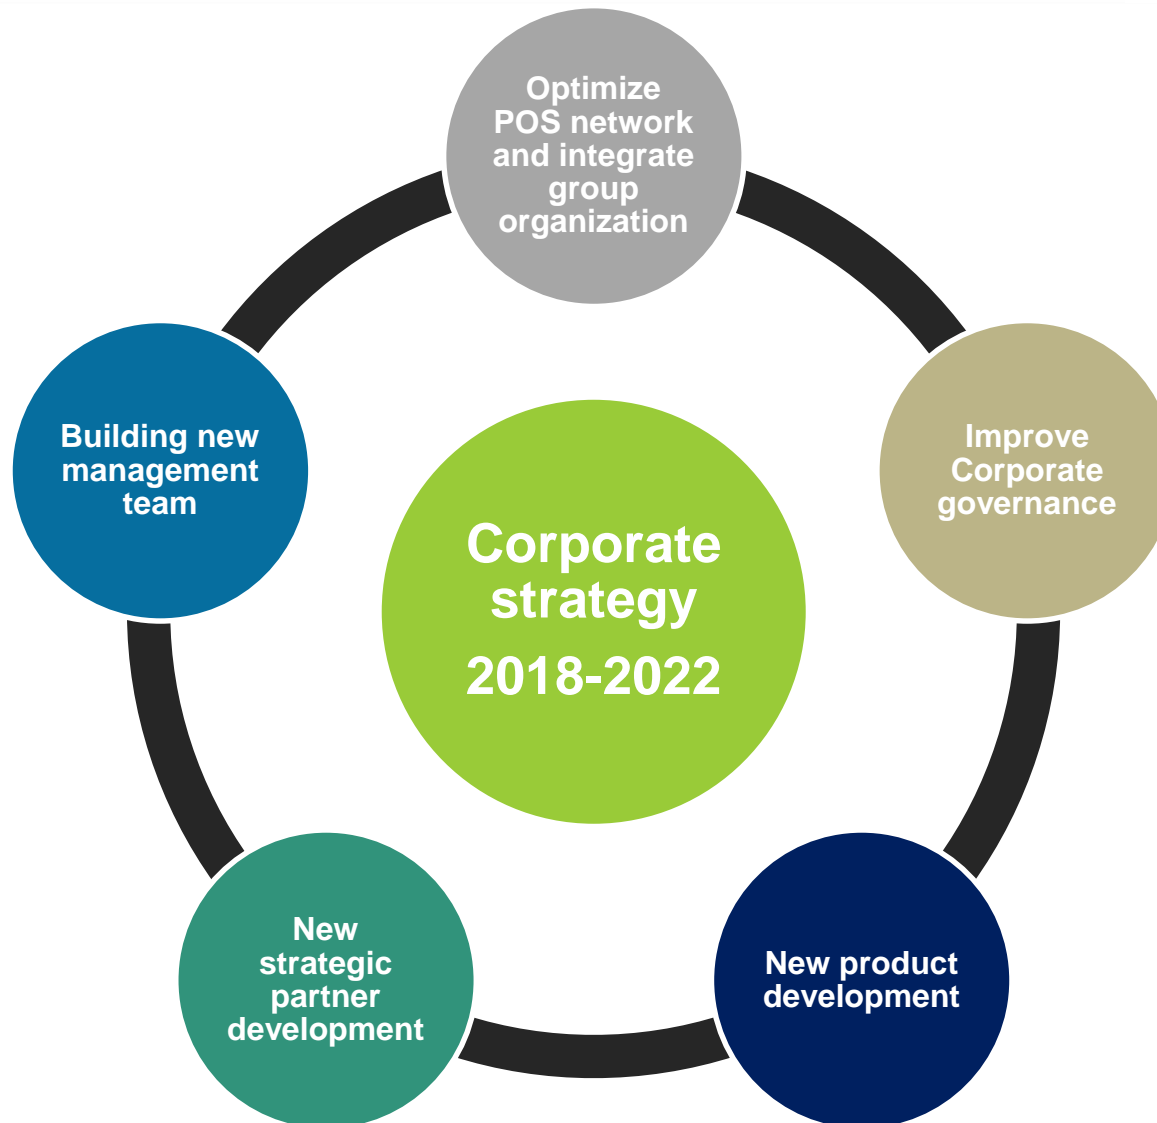 Optimize
POS network
and integrate
group
organization
Building new
management
team
Improve
Corporate
governance
Corporate
strategy
2018-2022
New
strategic
partner
development
New product
development